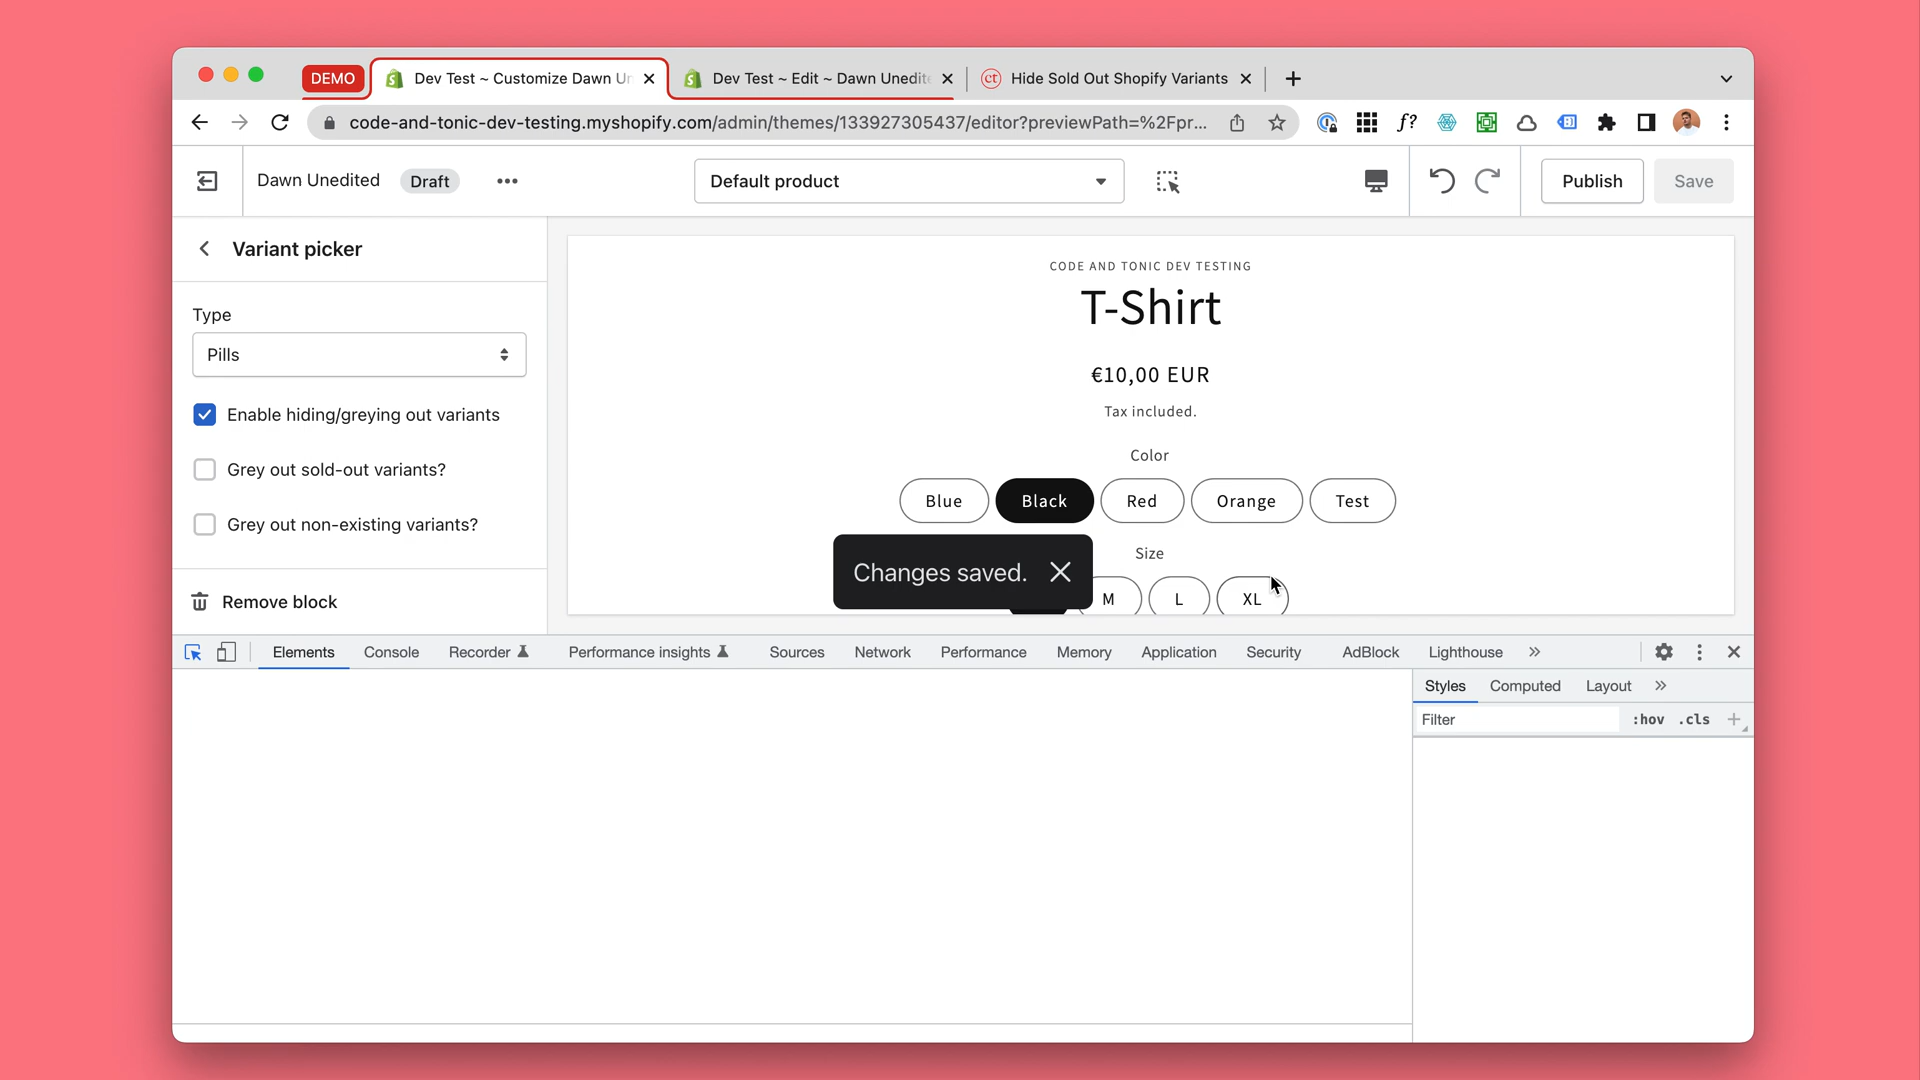 DEMO
Dev Test ~ Customize Dawn Un
Dev Test ~ Edit ~ Dawn Unedite
ct
Hide Sold Out Shopify Variants
code-and-tonic-dev-testing.myshopify.com/admin/themes/133927305437/editor?previewPath=%2Fpr...
f?
Dawn Unedited
Draft
Default product
Publish
Save
Variant picker
Type
Pills
Enable hiding/greying out variants
Grey out sold-out variants?
Grey out non-existing variants?
Remove block
CODE AND TONIC DEV TESTING
T-Shirt
€10,00 EUR
Tax included.
Color
Blue Black Red Orange Test
Size
Changes saved.
M L XL
Elements Console Recorder Performance insights Sources Network Performance Memory Application Security AdBlock Lighthouse »
Styles Computed Layout »
Filter :hov .cls +